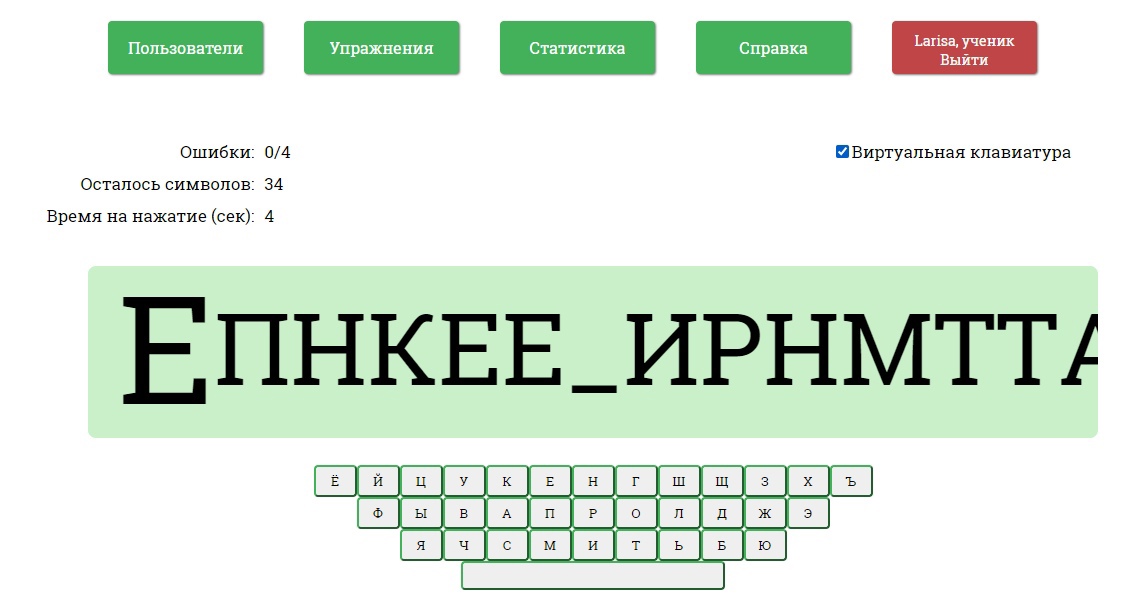 Пользователи Упражнения Статистика Справка Larisa, ученик
Выйти
Ошибки: 0/4 Виртуальная клавиатура
Осталось символов: 34
Время на нажатие (сек): 4
ЕПНКЕЕ_ИРНМТТА
Ё Й Ц У К Е Н Г Ш Щ З Х Ъ
Ф Ы В А П Р О Л Д Ж Э
Я Ч С М И Т Ь Б Ю